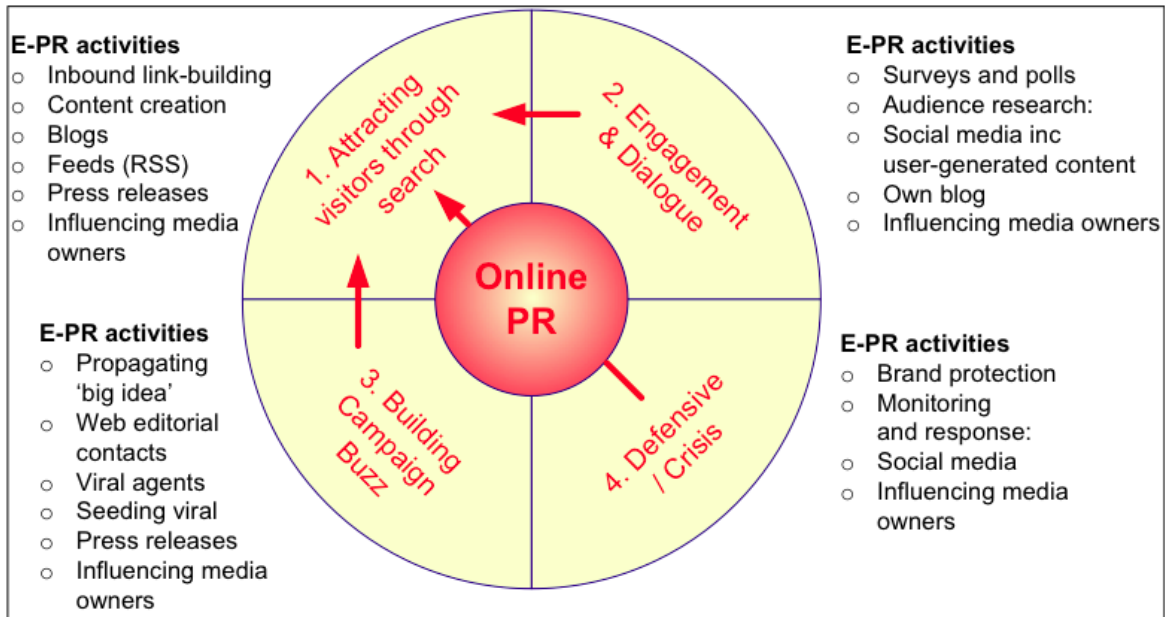 E-PR activities
o Inbound link-building
o Content creation
o Blogs
o Feeds (RSS)
o Press releases
o Influencing media
owners
1. Attracting
visitors through
search
2. Engagement
& Dialogue
E-PR activities
o Surveys and polls
o Audience research:
o Social media inc
user-generated content
o Own blog
o Influencing media owners
Online
PR
E-PR activities
o Propagating
‘big idea’
o Web editorial
contacts
o Viral agents
o Seeding viral
o Press releases
o Influencing media
owners
3. Building
Campaign
Buzz
4. Defensive
/ Crisis
E-PR activities
o Brand protection
o Monitoring
and response:
o Social media
o Influencing media
owners